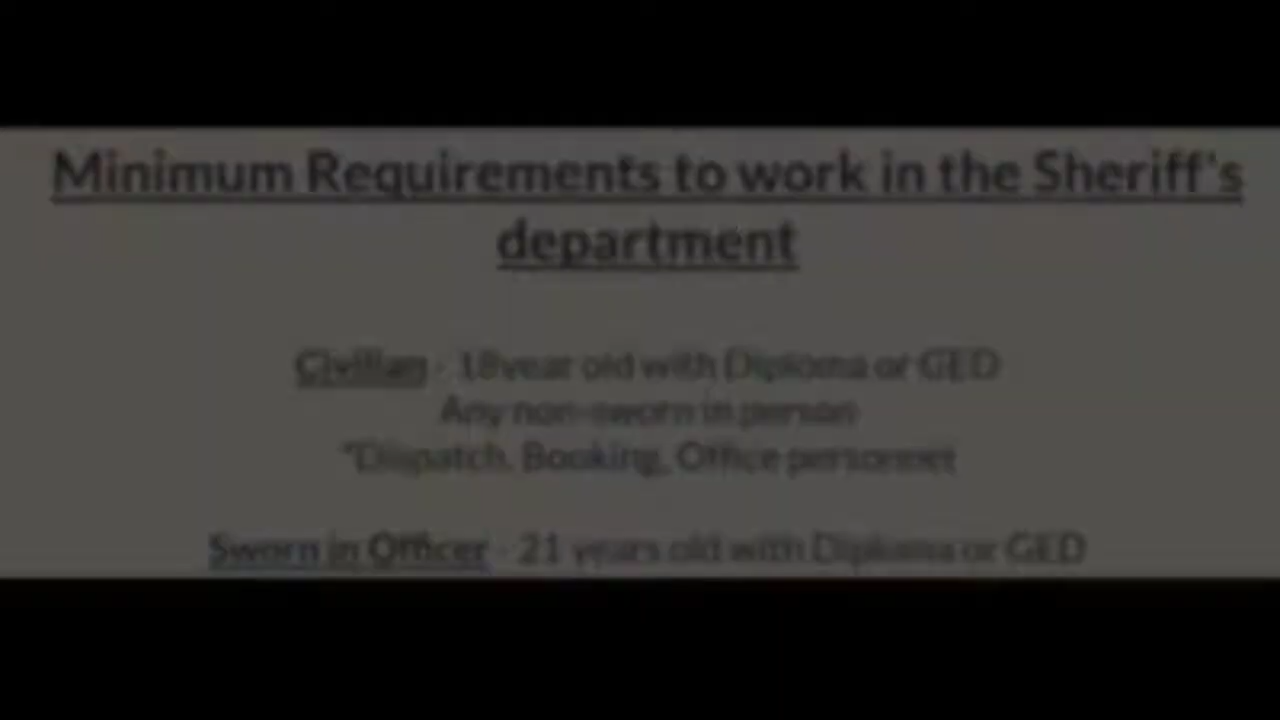 Minimum Requirements to work in the Sheriff's
department
Civilian - 18year old with Diploma or GED
Any non-sworn in person
*Dispatch, Booking, Office personnel
Sworn in Officer - 21 years old with Diploma or GED